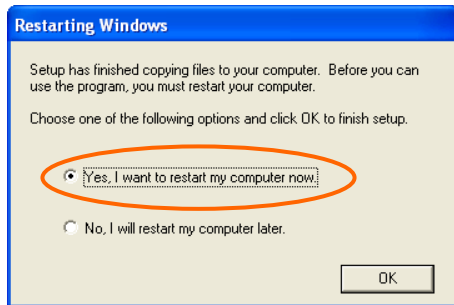 Restarting Windows
Setup has finished copying files to your computer. Before you can
use the program, you must restart your computer.
Choose one of the following options and click OK to finish setup.
Yes, I want to restart my computer now.
No, I will restart my computer later.
OK